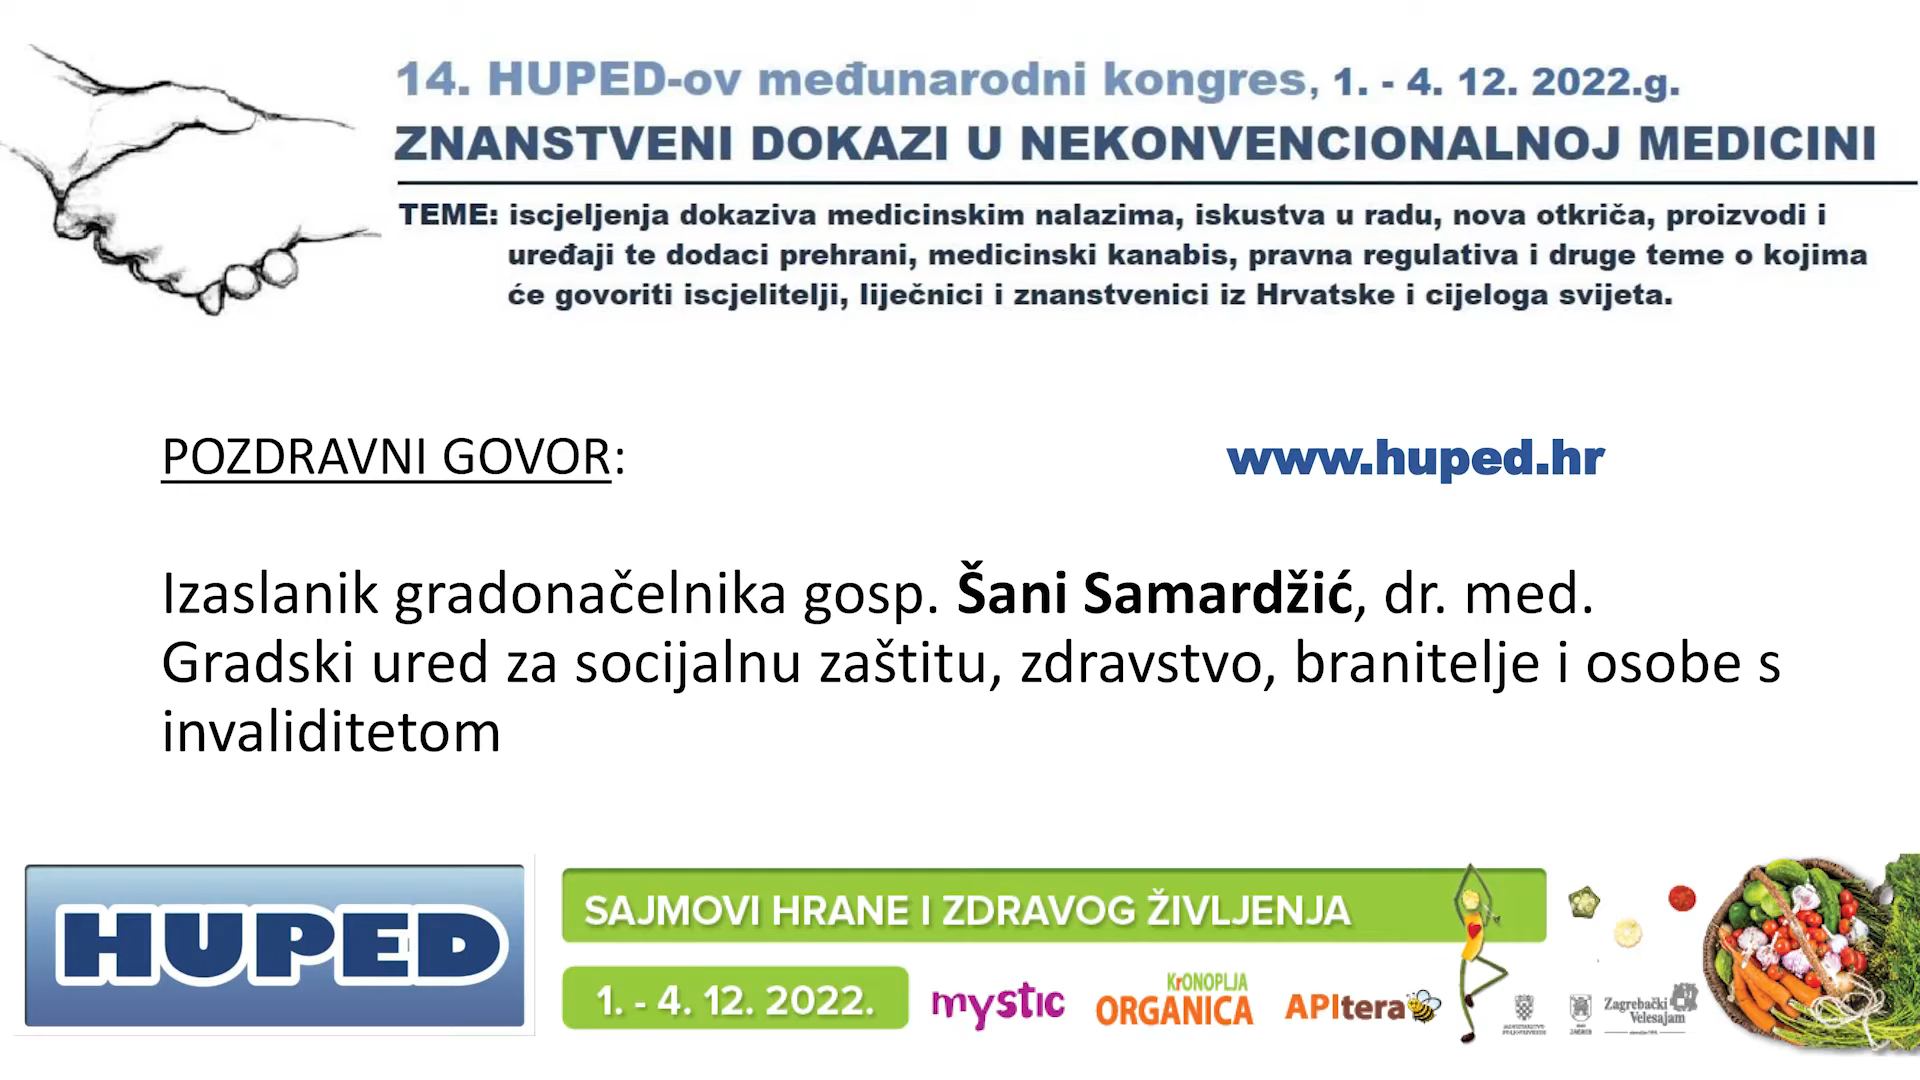 14. HUPED-ov međunarodni kongres, 1. - 4. 12. 2022.g.
ZNANSTVENI DOKAZI U NEKONVENCIONALNOJ MEDICINI
TEME: iscjeljenja dokaziva medicinskim nalazima, iskustva u radu, nova otkriča, proizvodi i
uređaji te dodaci prehrani, medicinski kanabis, pravna regulativa i druge teme o kojima
će govoriti iscjelitelji, liječnici i znanstvenici iz Hrvatske i cijeloga svijeta.
POZDRAVNI GOVOR:
www.huped.hr
Izaslanik gradonačelnika gosp. Šani Samardžić, dr. med.
Gradski ured za socijalnu zaštitu, zdravstvo, branitelje i osobe s
invaliditetom
HUPED
SAJMOVI HRANE I ZDRAVOG ŽIVLJENJA
1. - 4. 12. 2022.
mystic
KrONOPLJA
ORGANICA
APItera
Zagrebački
Velesajam